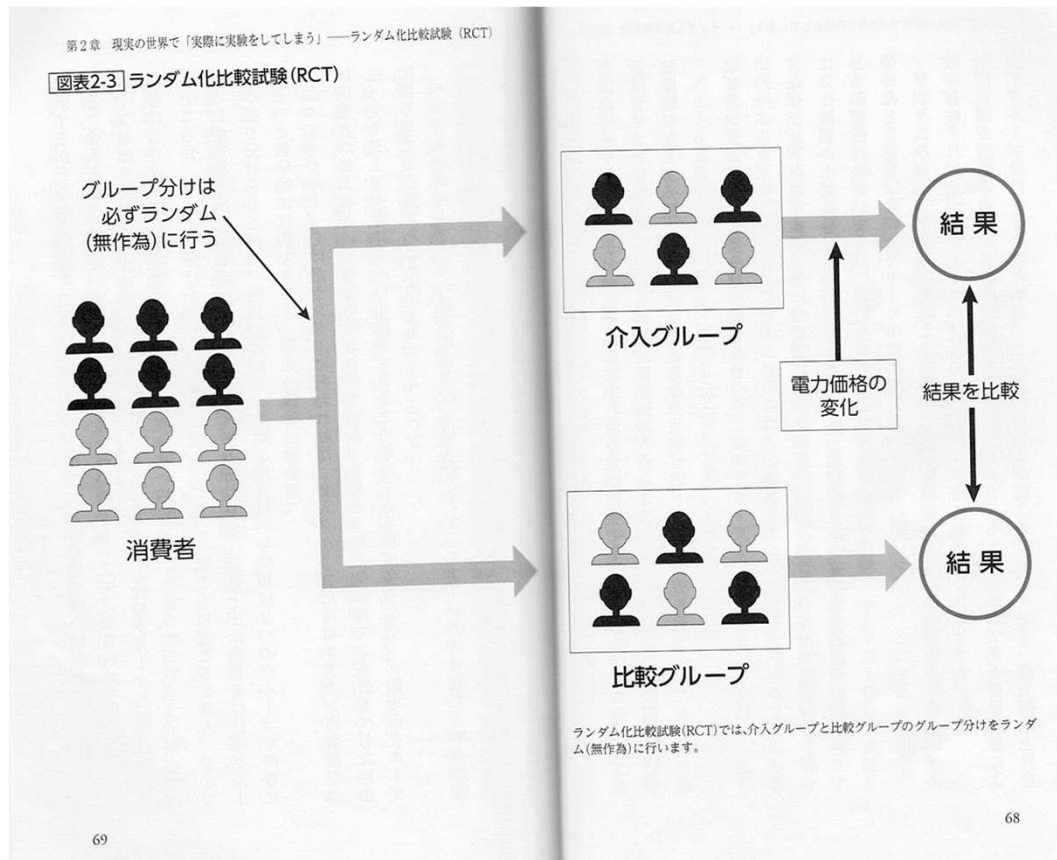 第2章 現実の世界で「実際に実験をしてしまう」――ランダム化比較試験(RCT)
図表2-3 ランダム化比較試験(RCT)
グループ分けは
必ずランダム
(無作為)に行う
消費者
介入グループ
電力価格の
変化
結果
結果を比較
結果
比較グループ
ランダム化比較試験(RCT)では、介入グループと比較グループのグループ分けをランダ
ム(無作為)に行います。
69
68